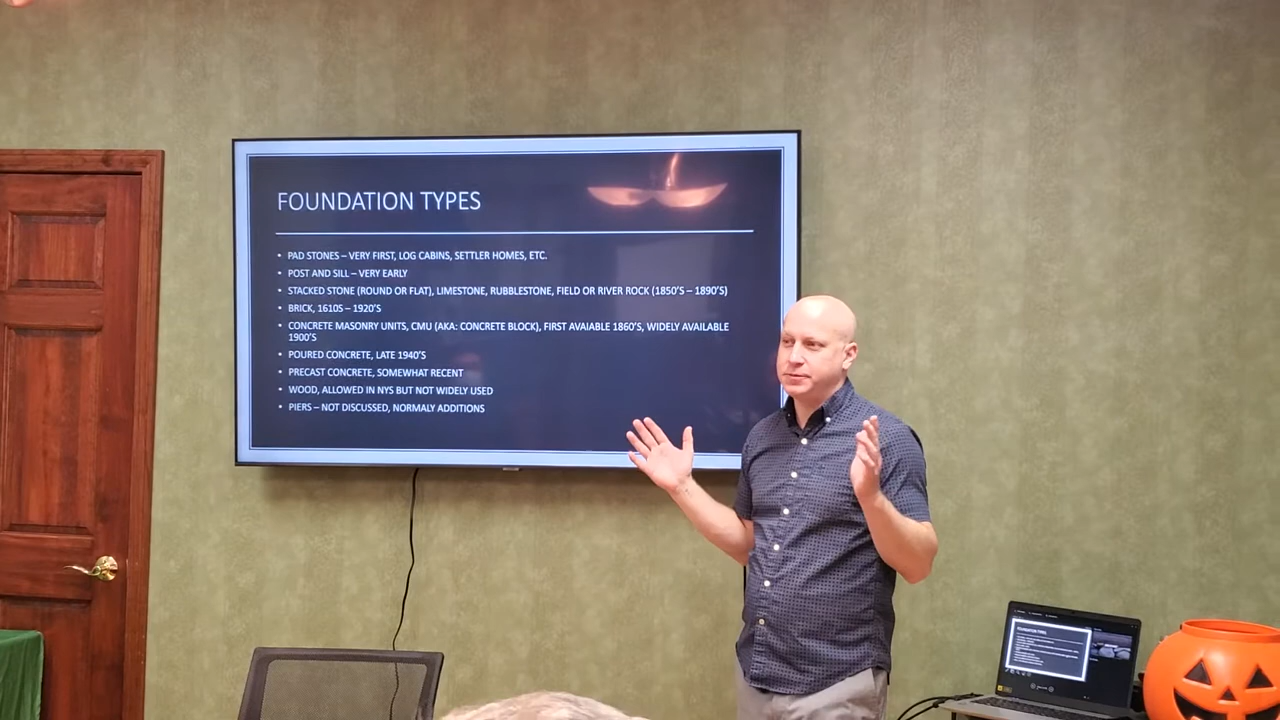 FOUNDATION TYPES
• PAD STONES – VERY FIRST, LOG CABINS, SETTLER HOMES, ETC.
• POST AND SILL – VERY EARLY
• STACKED STONE (ROUND OR FLAT), LIMESTONE, RUBBLESTONE, FIELD OR RIVER ROCK (1850'S – 1890'S)
• BRICK, 1610S – 1920'S
• CONCRETE MASONRY UNITS, CMU (AKA: CONCRETE BLOCK), FIRST AVAIABLE 1860'S, WIDELY AVAILABLE
1900'S
• POURED CONCRETE, LATE 1940'S
• PRECAST CONCRETE, SOMEWHAT RECENT
• WOOD, ALLOWED IN NYS BUT NOT WIDELY USED
• PIERS – NOT DISCUSSED, NORMALY ADDITIONS
FOUNDATION TYPES